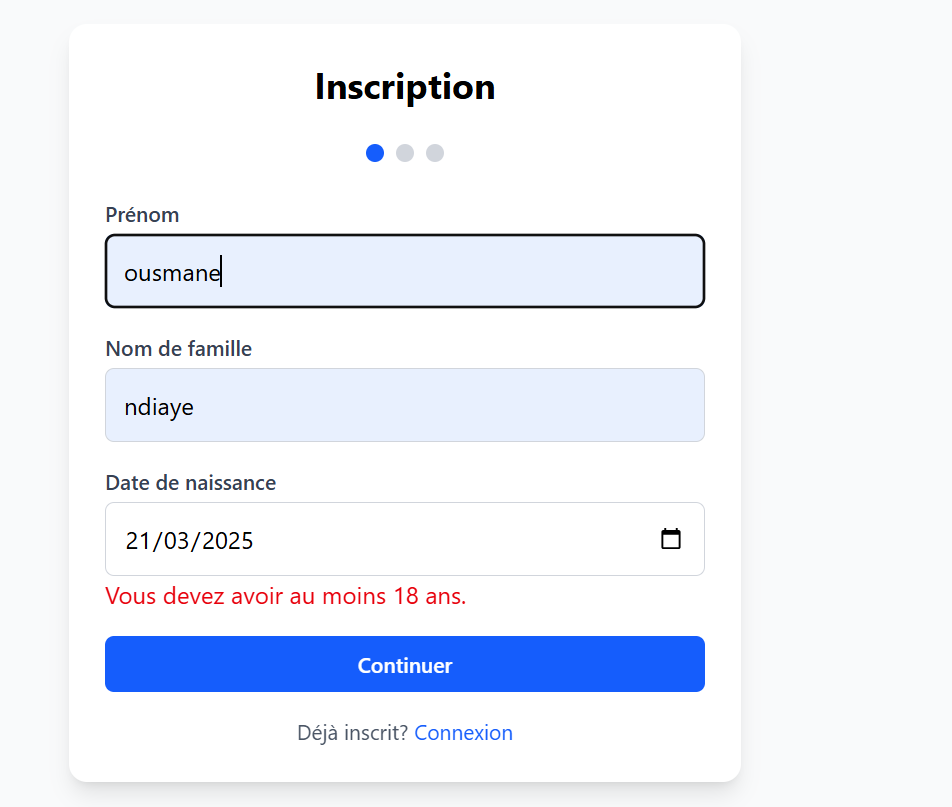 Inscription
Prénom
ousmane
Nom de famille
ndiaye
Date de naissance
21/03/2025
Vous devez avoir au moins 18 ans.
Continuer
Déjà inscrit? Connexion